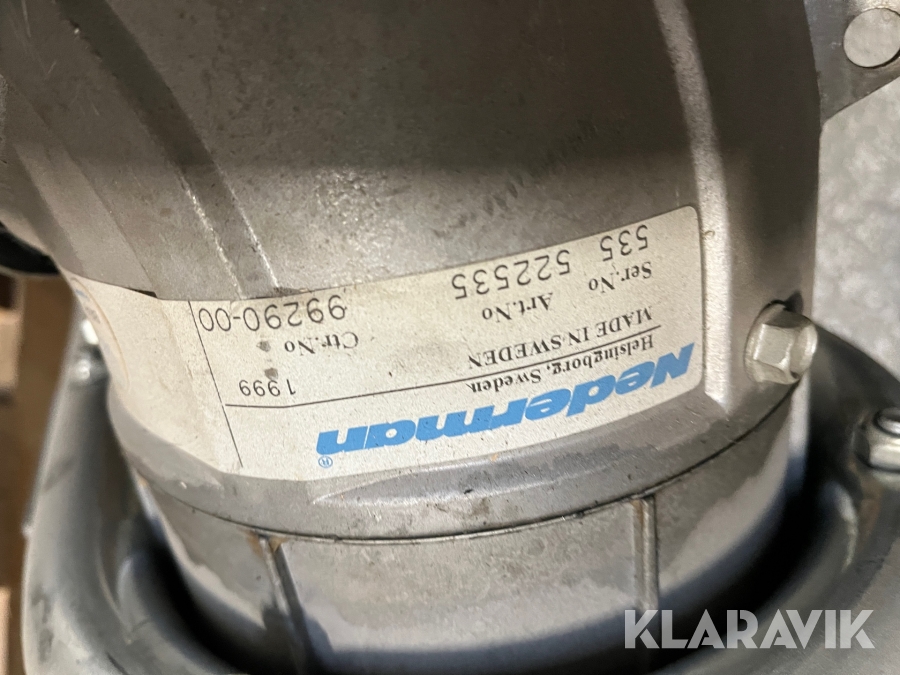 Nederman®
Helsingborg, Sweden 1999
MADE IN SWEDEN
Ser.No Art.No Ctr.No
535 522535 99290-00
KLARAVIK